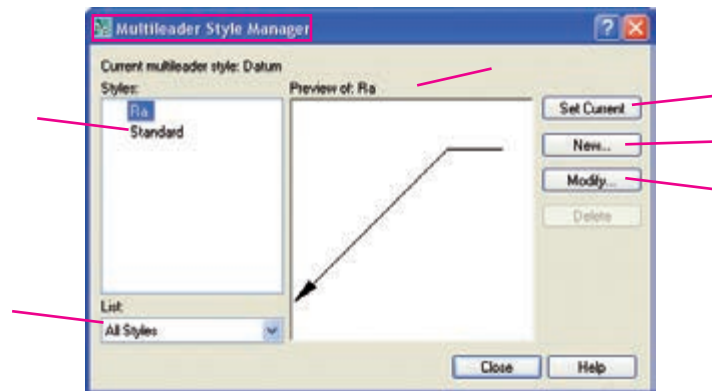 Multileader Style Manager
Current multileader style: Datum
Styles:
Preview of: Ra
Ra
Standard
Set Current
New...
Modify...
Delete
List:
All Styles
Close
Help